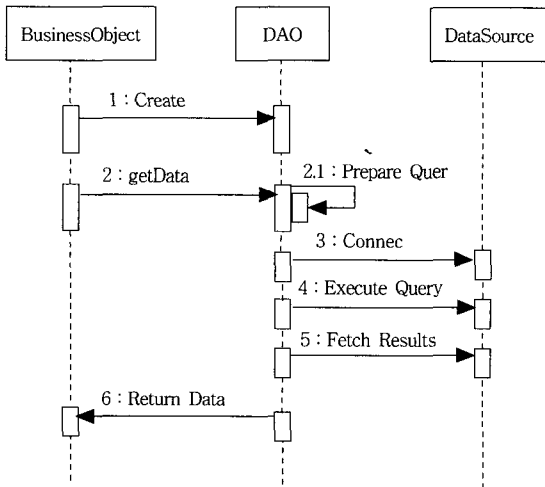 BusinessObject DAO DataSource
1 : Create
2 : getData
2.1 : Prepare Quer
3 : Connec
4 : Execute Query
5 : Fetch Results
6 : Return Data